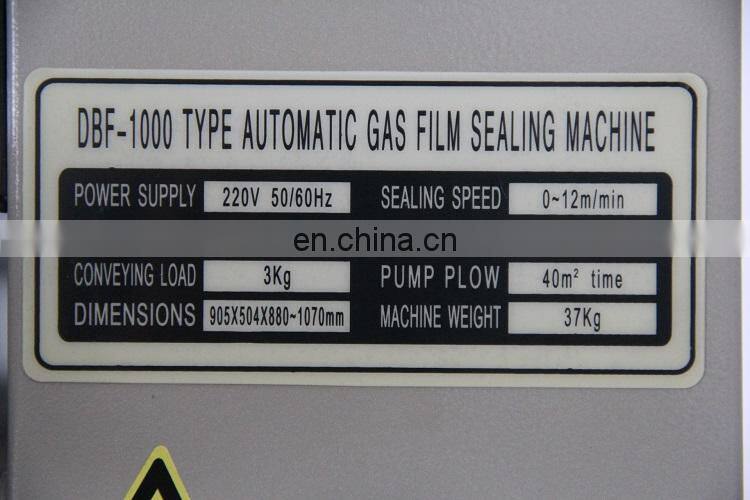 DBF-1000 TYPE AUTOMATIC GAS FILM SEALING MACHINE
POWER SUPPLY 220V 50/60Hz SEALING SPEED 0~12m/min
en.china.cn
CONVEYING LOAD 3Kg PUMP PLOW 40m² time
DIMENSIONS 905X504X880~1070mm MACHINE WEIGHT 37Kg